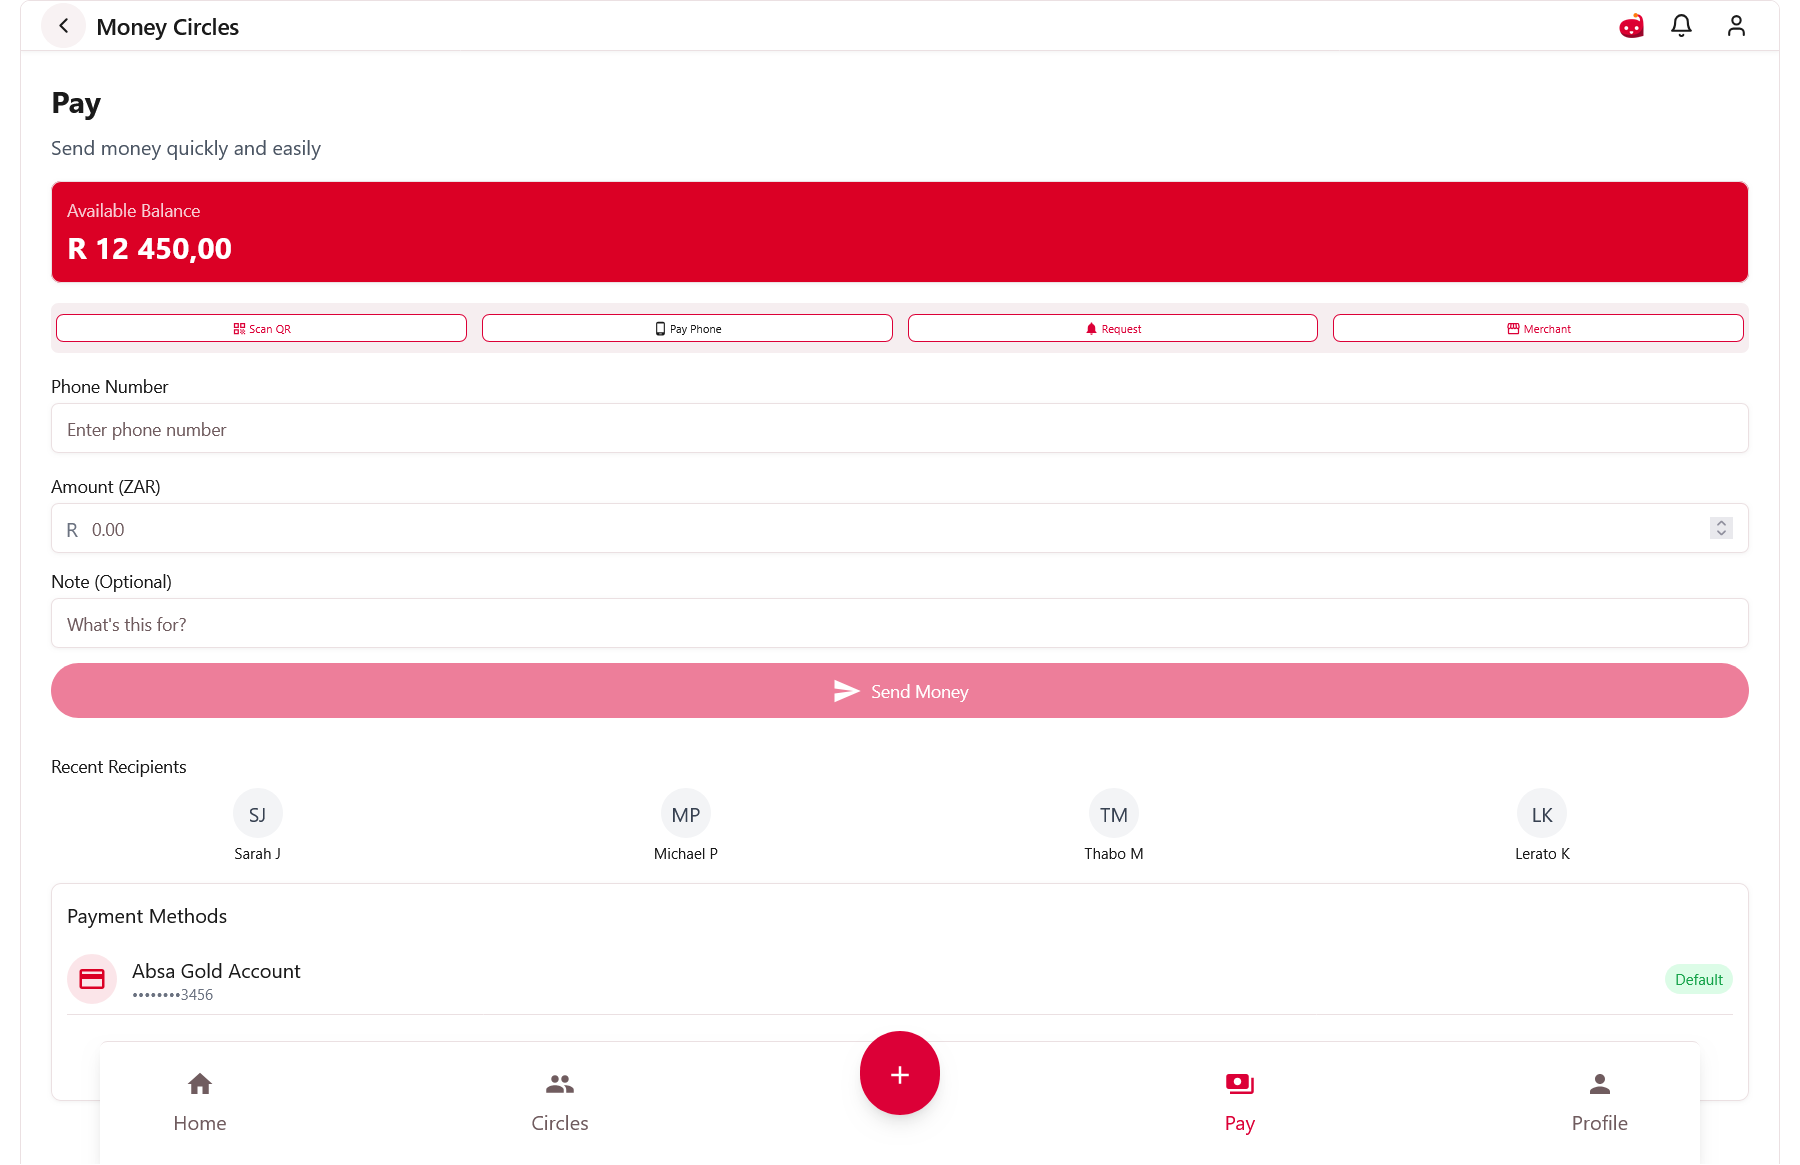 Money Circles
Pay
Send money quickly and easily
Available Balance
R 12 450,00
Scan QR
Pay Phone
Request
Merchant
Phone Number
Enter phone number
Amount (ZAR)
R 0.00
Note (Optional)
What's this for?
Send Money
Recent Recipients
SJ
MP
TM
LK
Sarah J
Michael P
Thabo M
Lerato K
Payment Methods
Absa Gold Account
••••••••3456
Default
+
Home
Circles
Pay
Profile